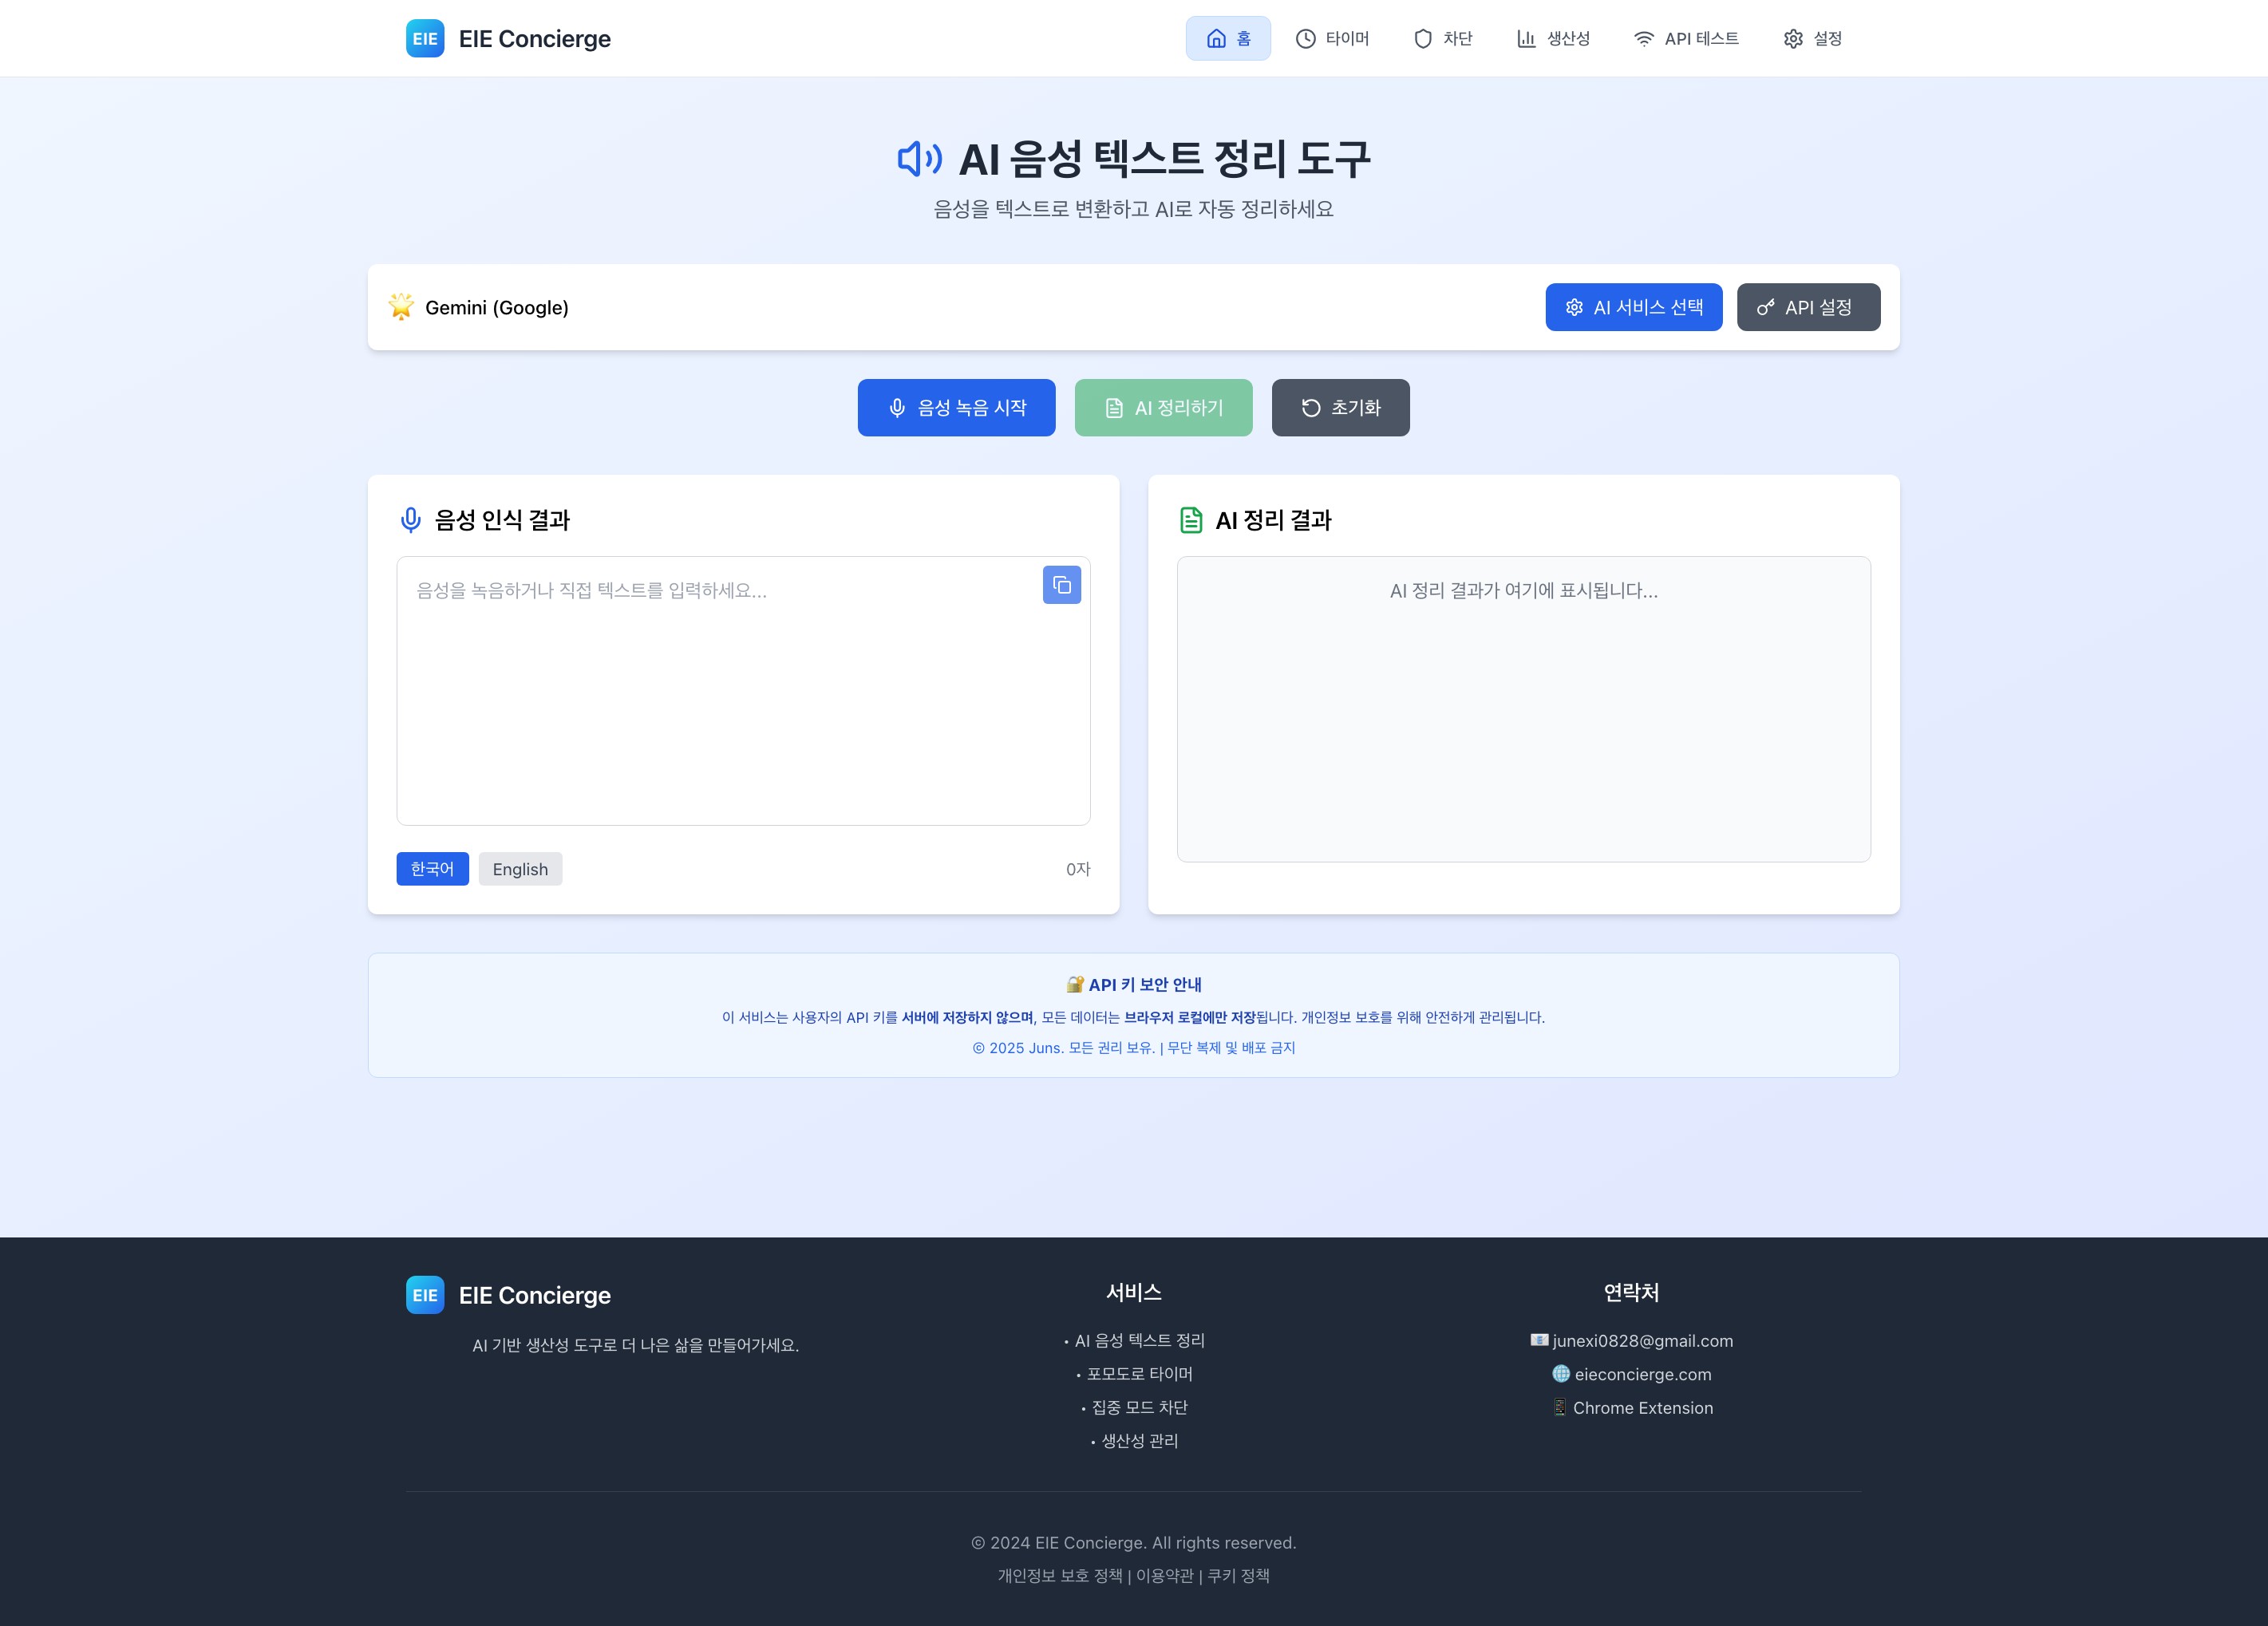 EIE EIE Concierge
홈 타이머 차단 생산성 API 테스트 설정
AI 음성 텍스트 정리 도구
음성을 텍스트로 변환하고 AI로 자동 정리하세요
Gemini (Google)
AI 서비스 선택 API 설정
음성 녹음 시작 AI 정리하기 초기화
음성 인식 결과
음성을 녹음하거나 직접 텍스트를 입력하세요...
한국어 English 0자
AI 정리 결과
AI 정리 결과가 여기에 표시됩니다...
API 키 보안 안내
이 서비스는 사용자의 API 키를 서버에 저장하지 않으며, 모든 데이터는 브라우저 로컬에만 저장됩니다. 개인정보 보호를 위해 안전하게 관리됩니다.
© 2025 Juns. 모든 권리 보유. | 무단 복제 및 배포 금지
EIE EIE Concierge
AI 기반 생산성 도구로 더 나은 삶을 만들어가세요.
서비스
• AI 음성 텍스트 정리
• 포모도로 타이머
• 집중 모드 차단
• 생산성 관리
연락처
junexi0828@gmail.com
eieconcierge.com
Chrome Extension
© 2024 EIE Concierge. All rights reserved.
개인정보 보호 정책 | 이용약관 | 쿠키 정책